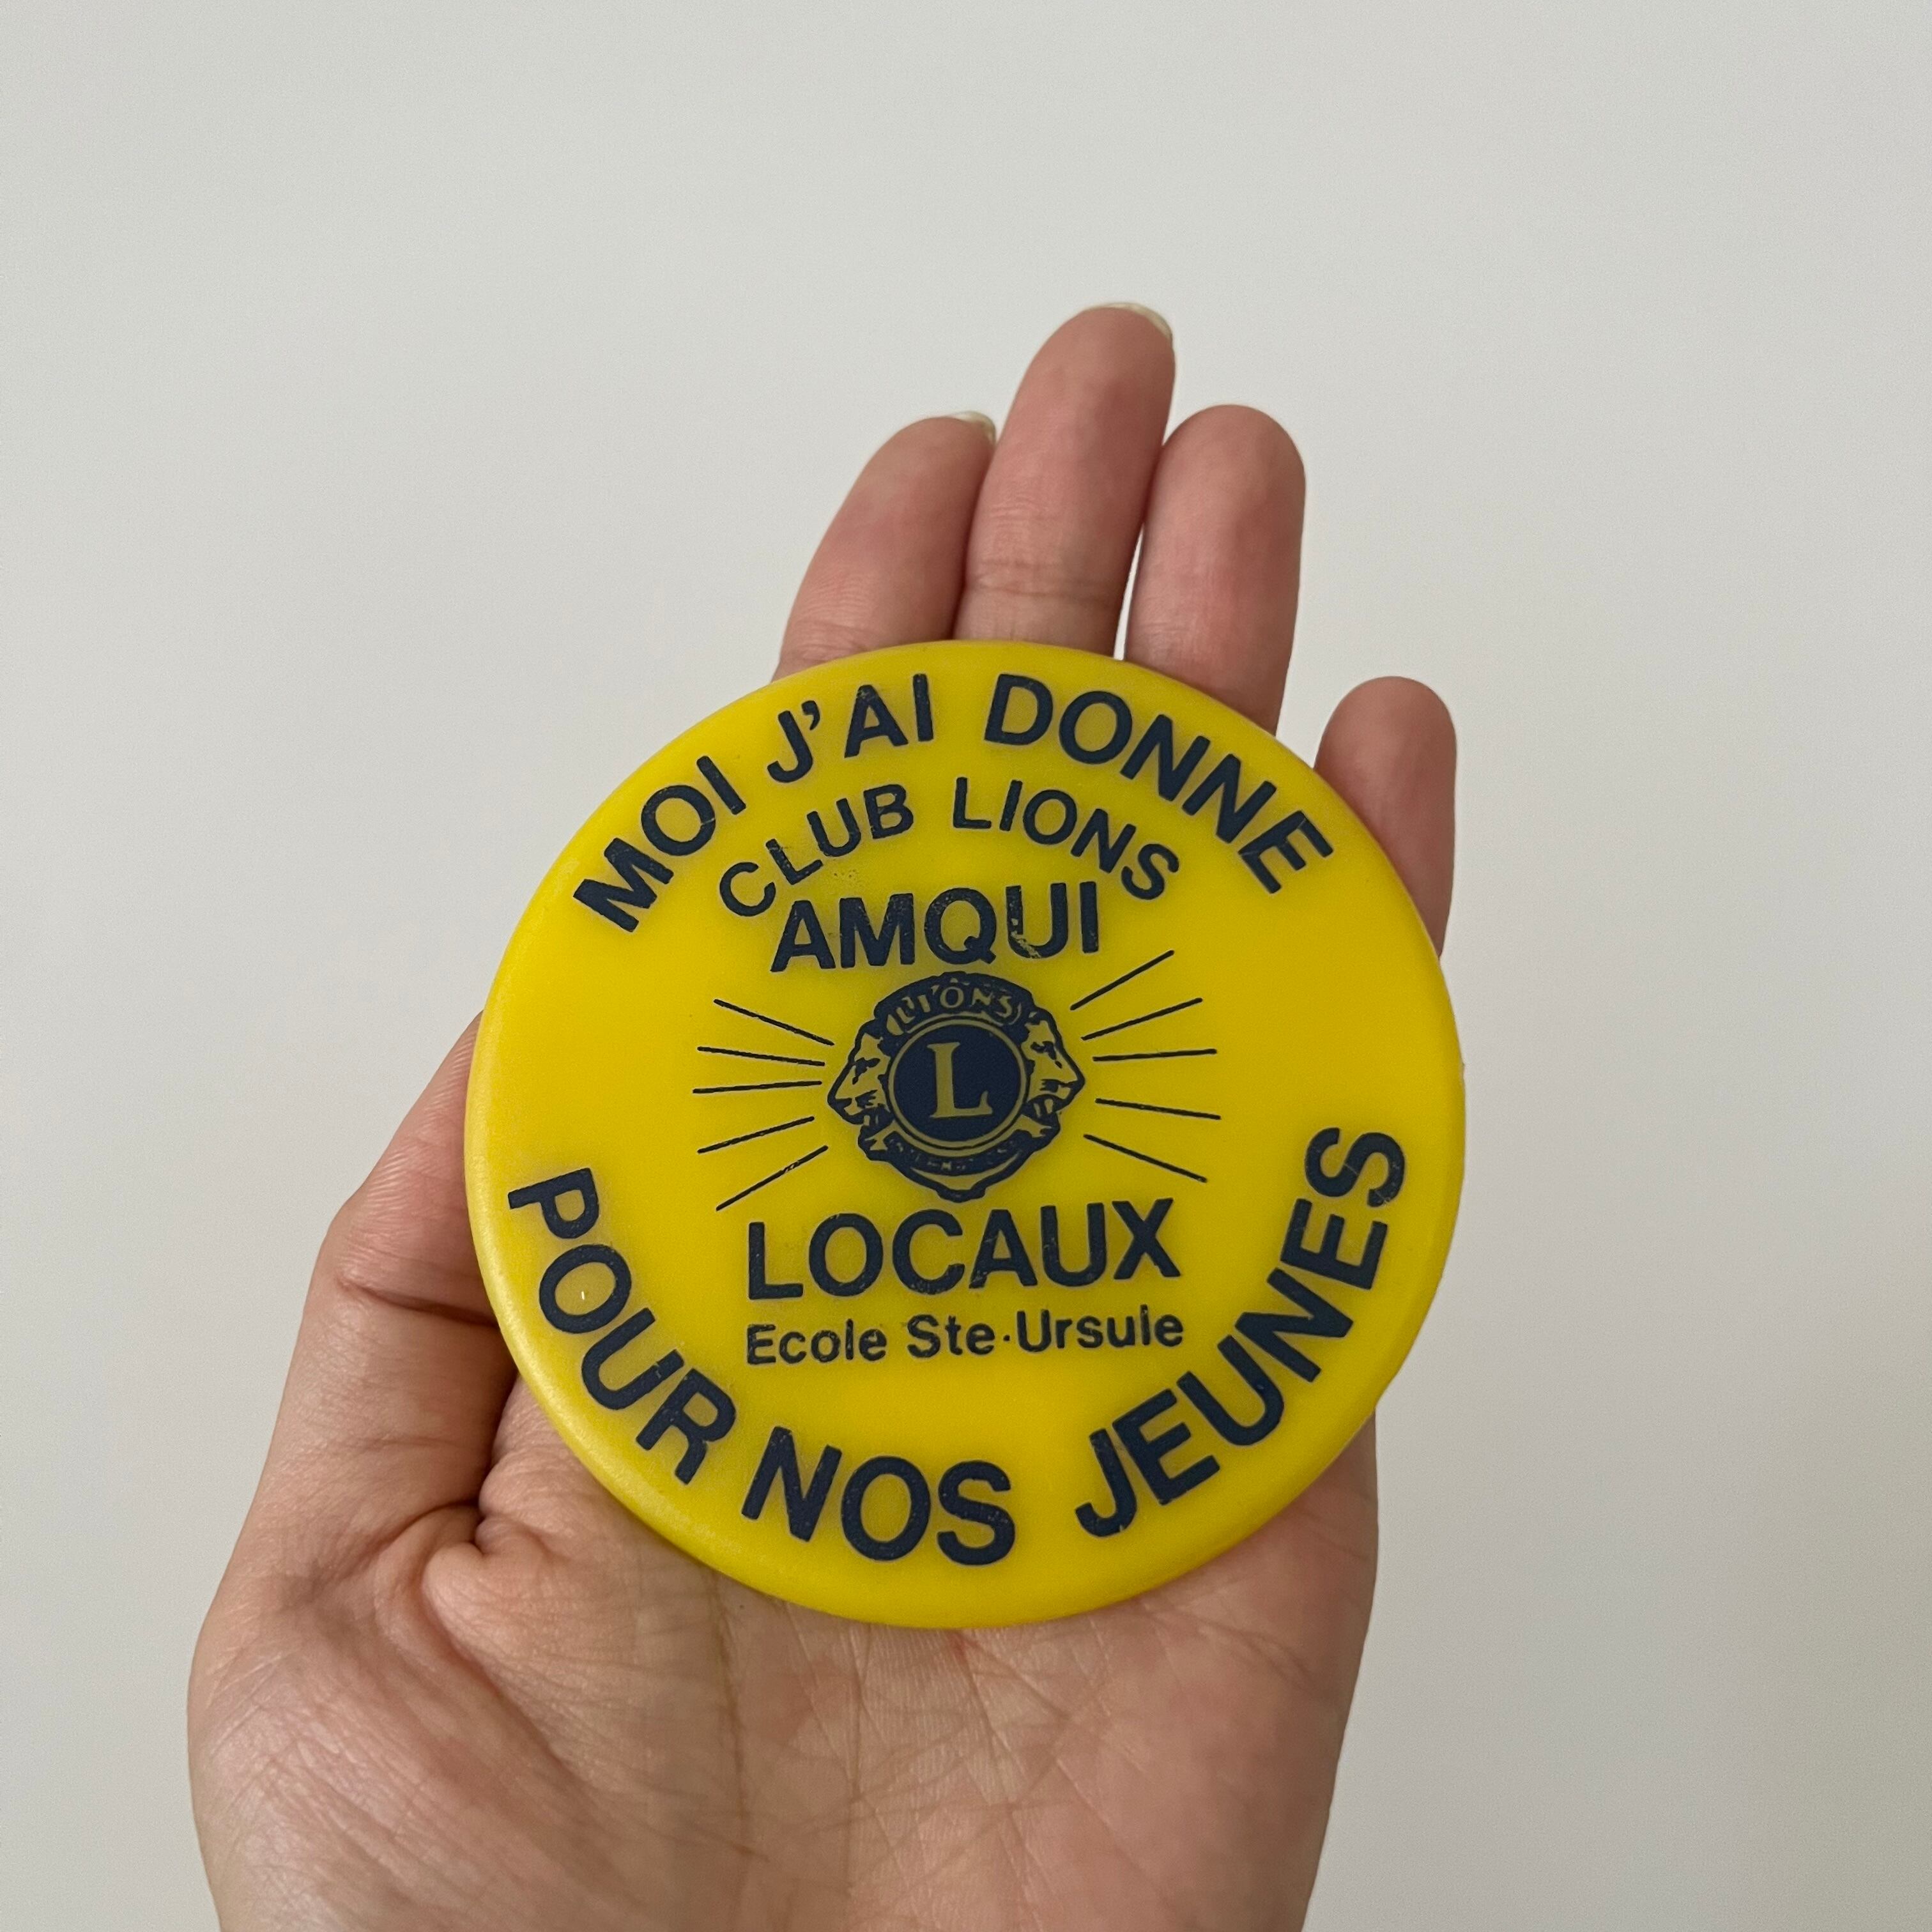 MOI J'AI DONNE
CLUB LIONS
AMQUI
LIONS
L
LOCAUX
Ecole Ste-Ursule
POUR NOS JEUNES